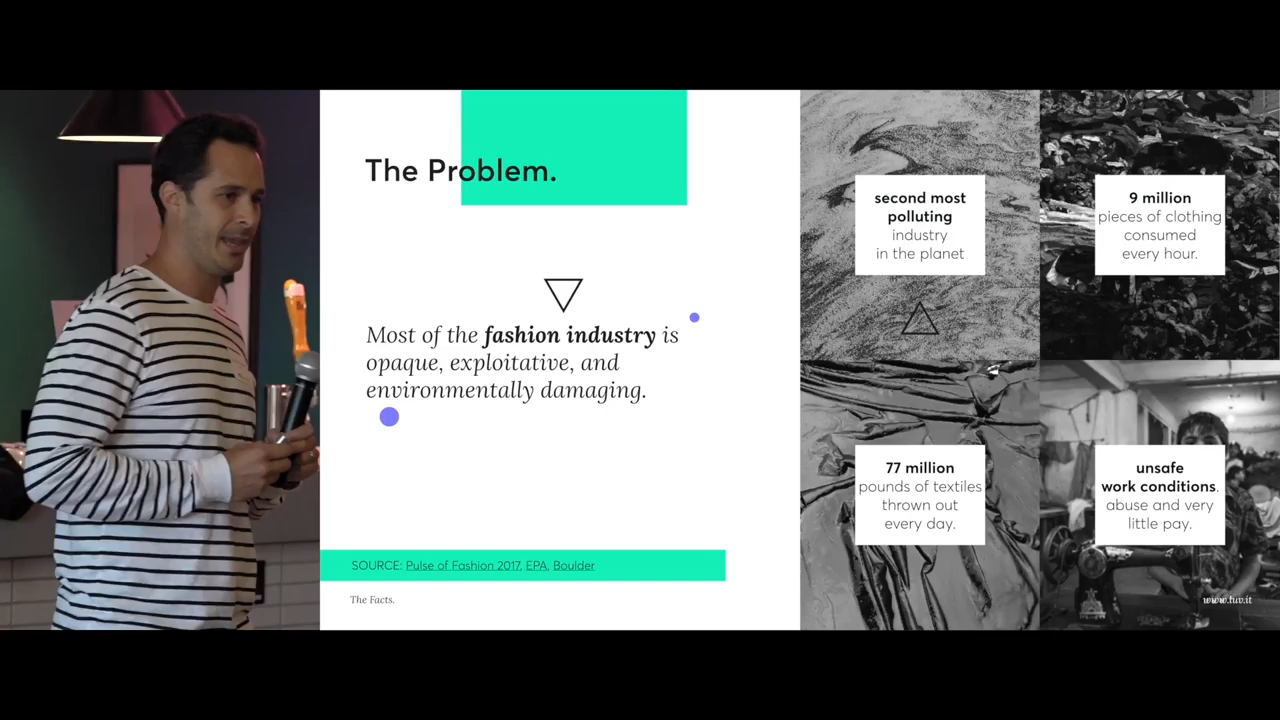 The Problem.
Most of the fashion industry is
opaque, exploitative, and
environmentally damaging.
SOURCE: Pulse of Fashion 2017, EPA, Boulder
The Facts.
second most
polluting
industry
in the planet
9 million
pieces of clothing
consumed
every hour.
77 million
pounds of textiles
thrown out
every day.
unsafe
work conditions.
abuse and very
little pay.
www.tuv.it